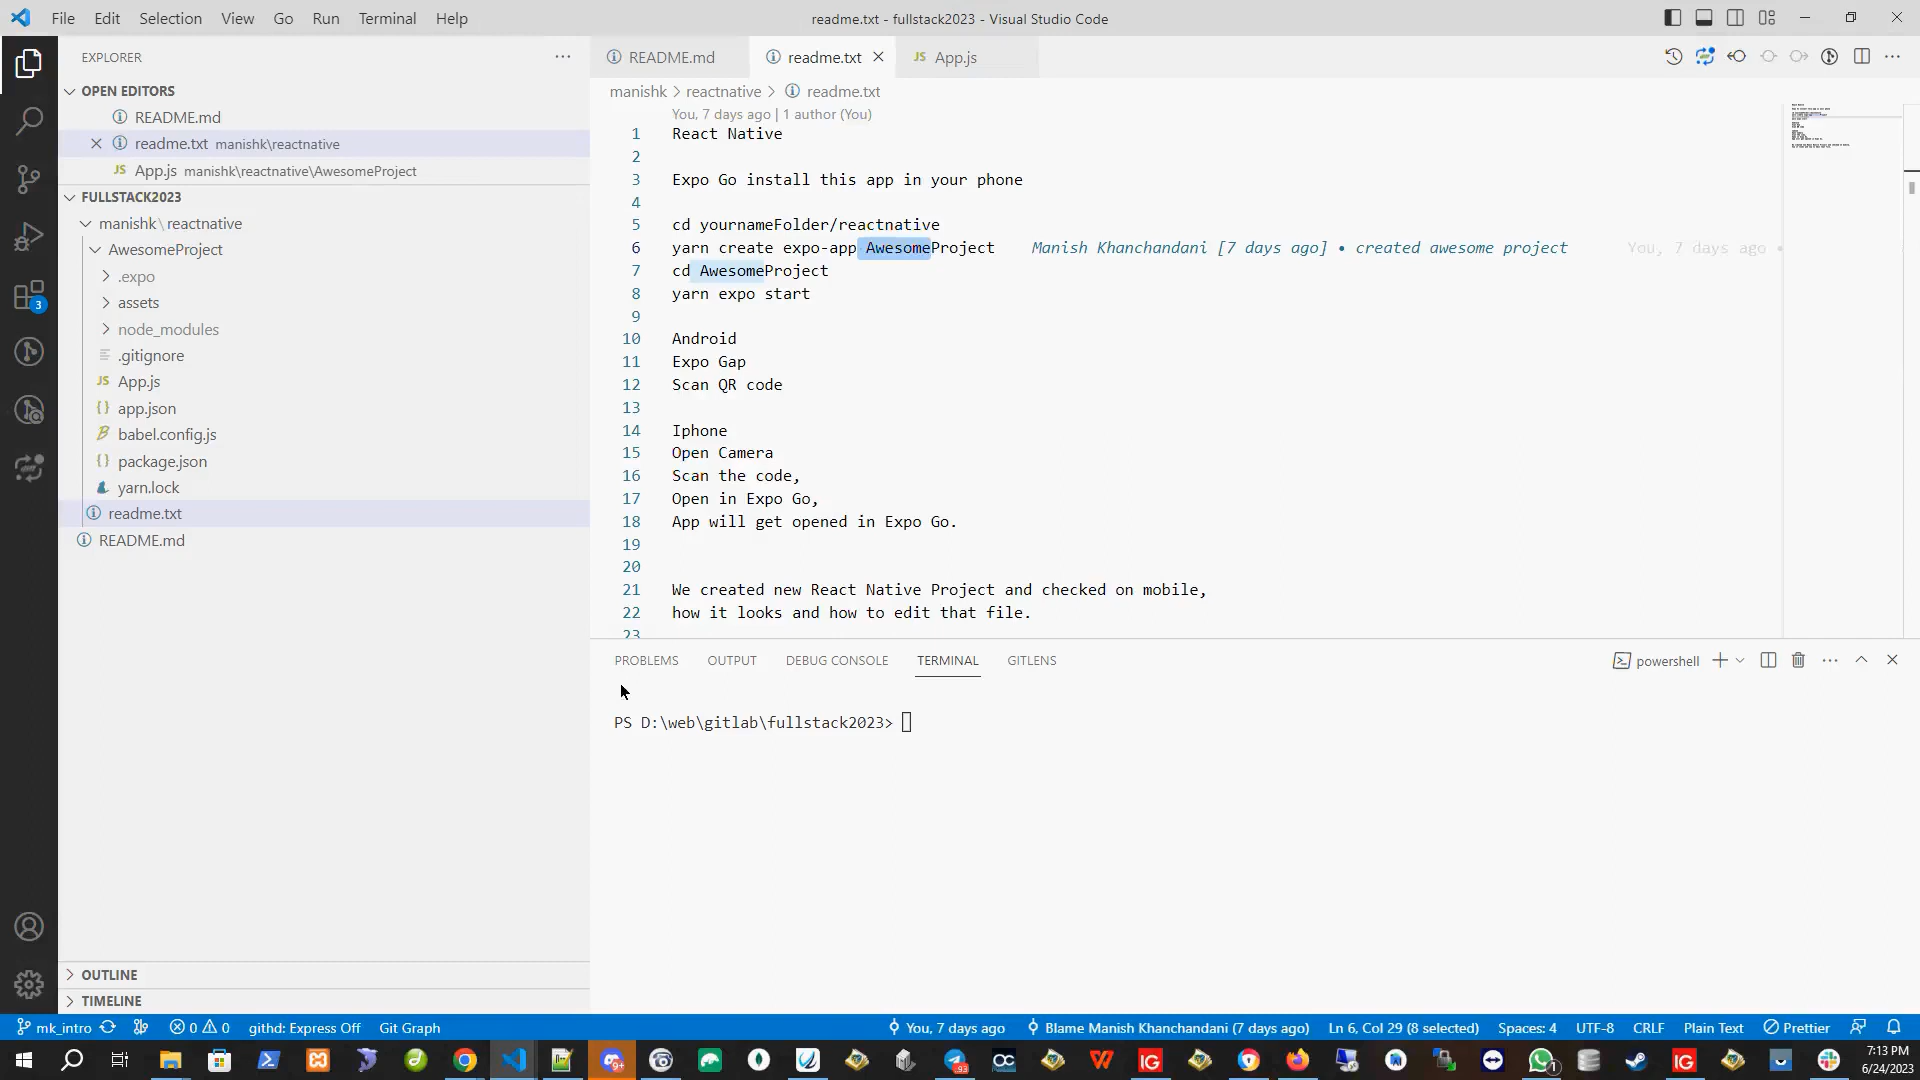 File Edit Selection View Go Run Terminal Help
readme.txt - fullstack2023 - Visual Studio Code
EXPLORER
OPEN EDITORS
README.md
readme.txt manishk\reactnative
JS App.js manishk\reactnative\AwesomeProject
FULLSTACK2023
manishk\reactnative
AwesomeProject
.expo
assets
node_modules
.gitignore
JS App.js
{} app.json
babel.config.js
{} package.json
yarn.lock
readme.txt
README.md
OUTLINE
TIMELINE
3
README.md
readme.txt
JS App.js
manishk > reactnative > readme.txt
You, 7 days ago | 1 author (You)
1 React Native
2
3 Expo Go install this app in your phone
4
5 cd yournameFolder/reactnative
6 yarn create expo-app AwesomeProject Manish Khanchandani [7 days ago] • created awesome project You, 7 days ago •
7 cd AwesomeProject
8 yarn expo start
9
10 Android
11 Expo Gap
12 Scan QR code
13
14 Iphone
15 Open Camera
16 Scan the code,
17 Open in Expo Go,
18 App will get opened in Expo Go.
19
20
21 We created new React Native Project and checked on mobile,
22 how it looks and how to edit that file.
23
PROBLEMS OUTPUT DEBUG CONSOLE TERMINAL GITLENS
powershell
PS D:\web\gitlab\fullstack2023>
mk_intro 0 0 githd: Express Off Git Graph
You, 7 days ago Blame Manish Khanchandani (7 days ago) Ln 6, Col 29 (8 selected) Spaces: 4 UTF-8 CRLF Plain Text Prettier
7:13 PM
6/24/2023